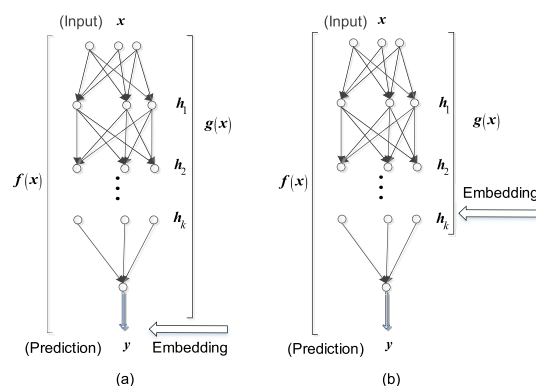 (Input) x
h1
g(x)
f(x)
h2
hk
(Prediction) y
Embedding
(a)
(Input) x
h1
g(x)
f(x)
h2
Embedding
hk
(Prediction) y
(b)